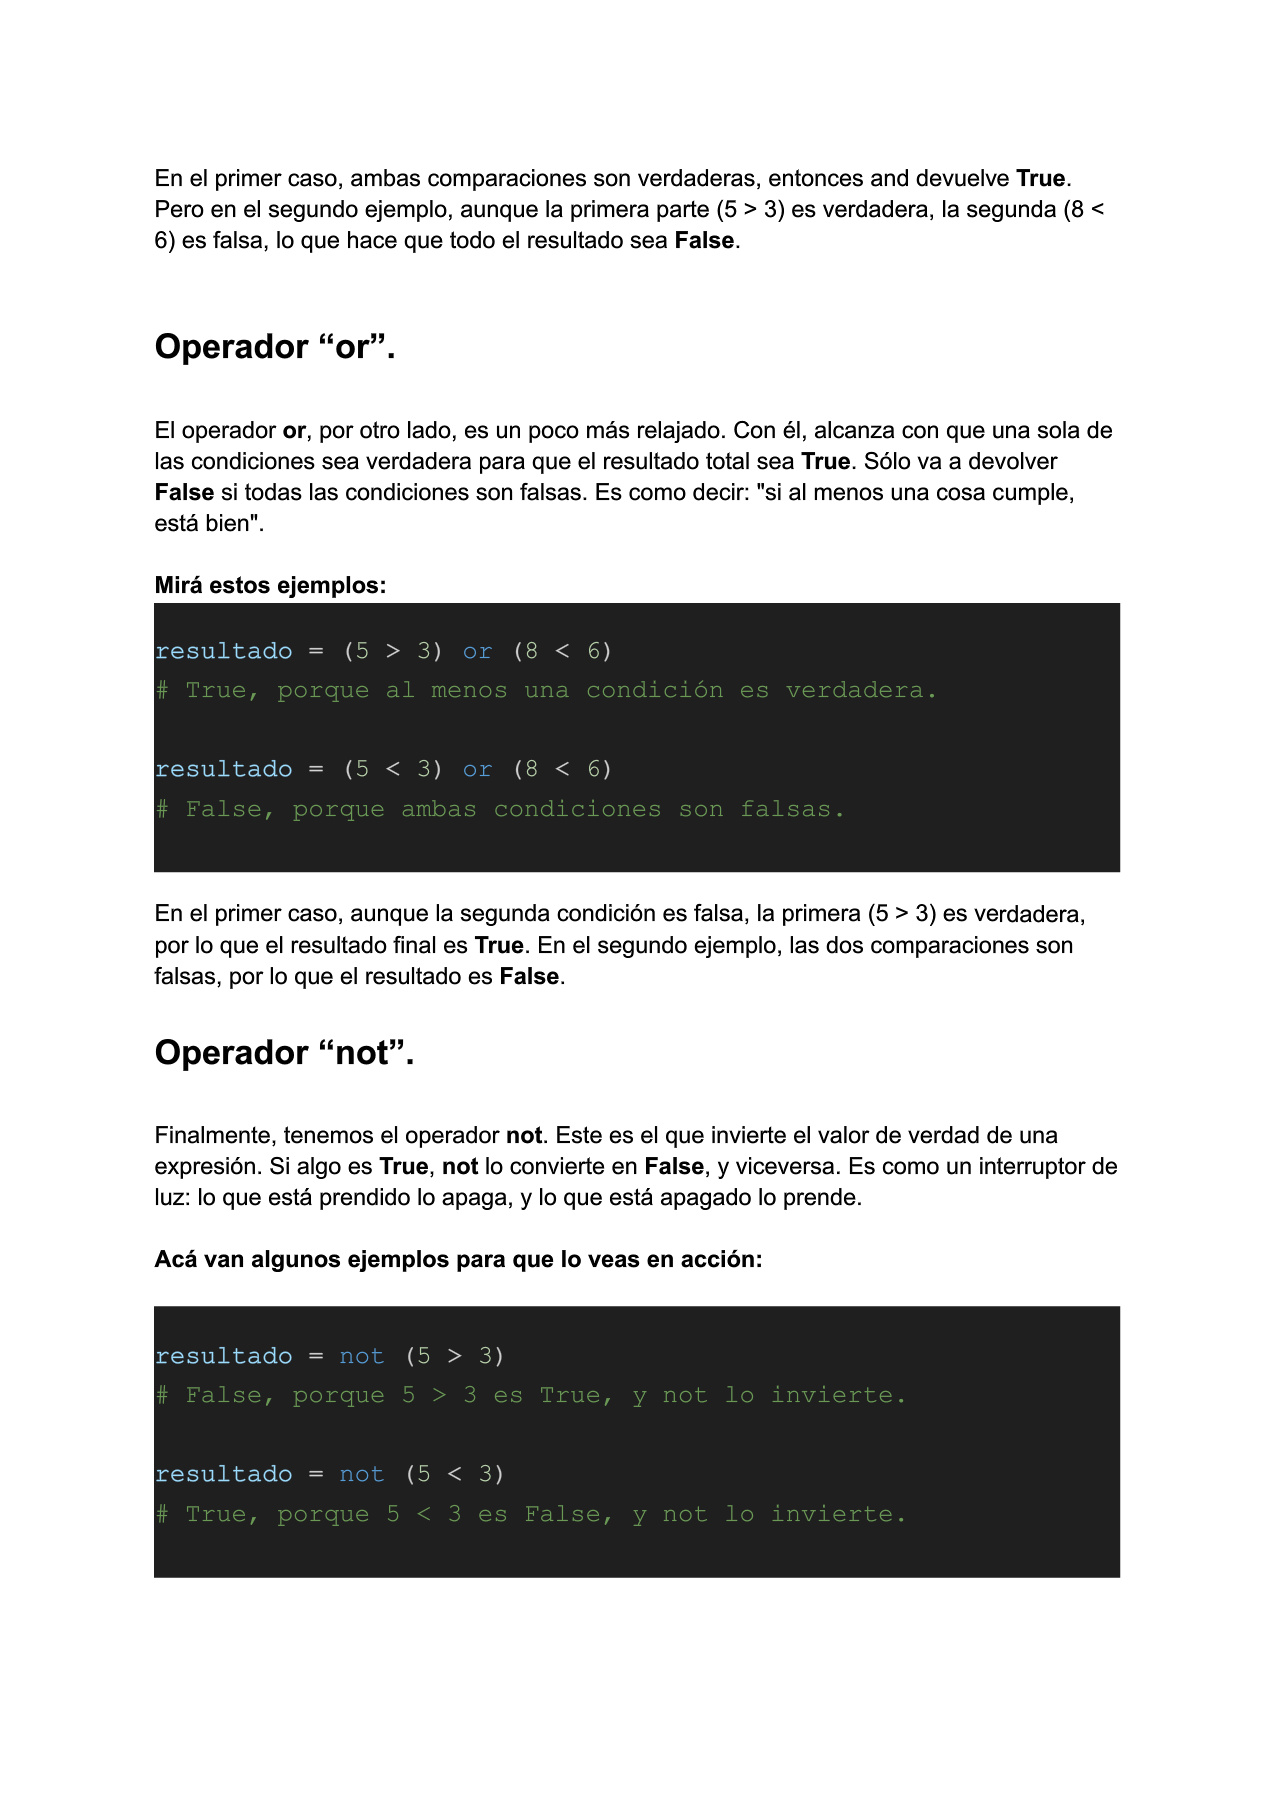 En el primer caso, ambas comparaciones son verdaderas, entonces and devuelve True.
Pero en el segundo ejemplo, aunque la primera parte (5 > 3) es verdadera, la segunda (8 <
6) es falsa, lo que hace que todo el resultado sea False.
Operador “or”.
El operador or, por otro lado, es un poco más relajado. Con él, alcanza con que una sola de
las condiciones sea verdadera para que el resultado total sea True. Sólo va a devolver
False si todas las condiciones son falsas. Es como decir: "si al menos una cosa cumple,
está bien".
Mirá estos ejemplos:
resultado = (5 > 3) or (8 < 6)
# True, porque al menos una condición es verdadera.
resultado = (5 < 3) or (8 < 6)
# False, porque ambas condiciones son falsas.
En el primer caso, aunque la segunda condición es falsa, la primera (5 > 3) es verdadera,
por lo que el resultado final es True. En el segundo ejemplo, las dos comparaciones son
falsas, por lo que el resultado es False.
Operador “not”.
Finalmente, tenemos el operador not. Este es el que invierte el valor de verdad de una
expresión. Si algo es True, not lo convierte en False, y viceversa. Es como un interruptor de
luz: lo que está prendido lo apaga, y lo que está apagado lo prende.
Acá van algunos ejemplos para que lo veas en acción:
resultado = not (5 > 3)
# False, porque 5 > 3 es True, y not lo invierte.
resultado = not (5 < 3)
# True, porque 5 < 3 es False, y not lo invierte.